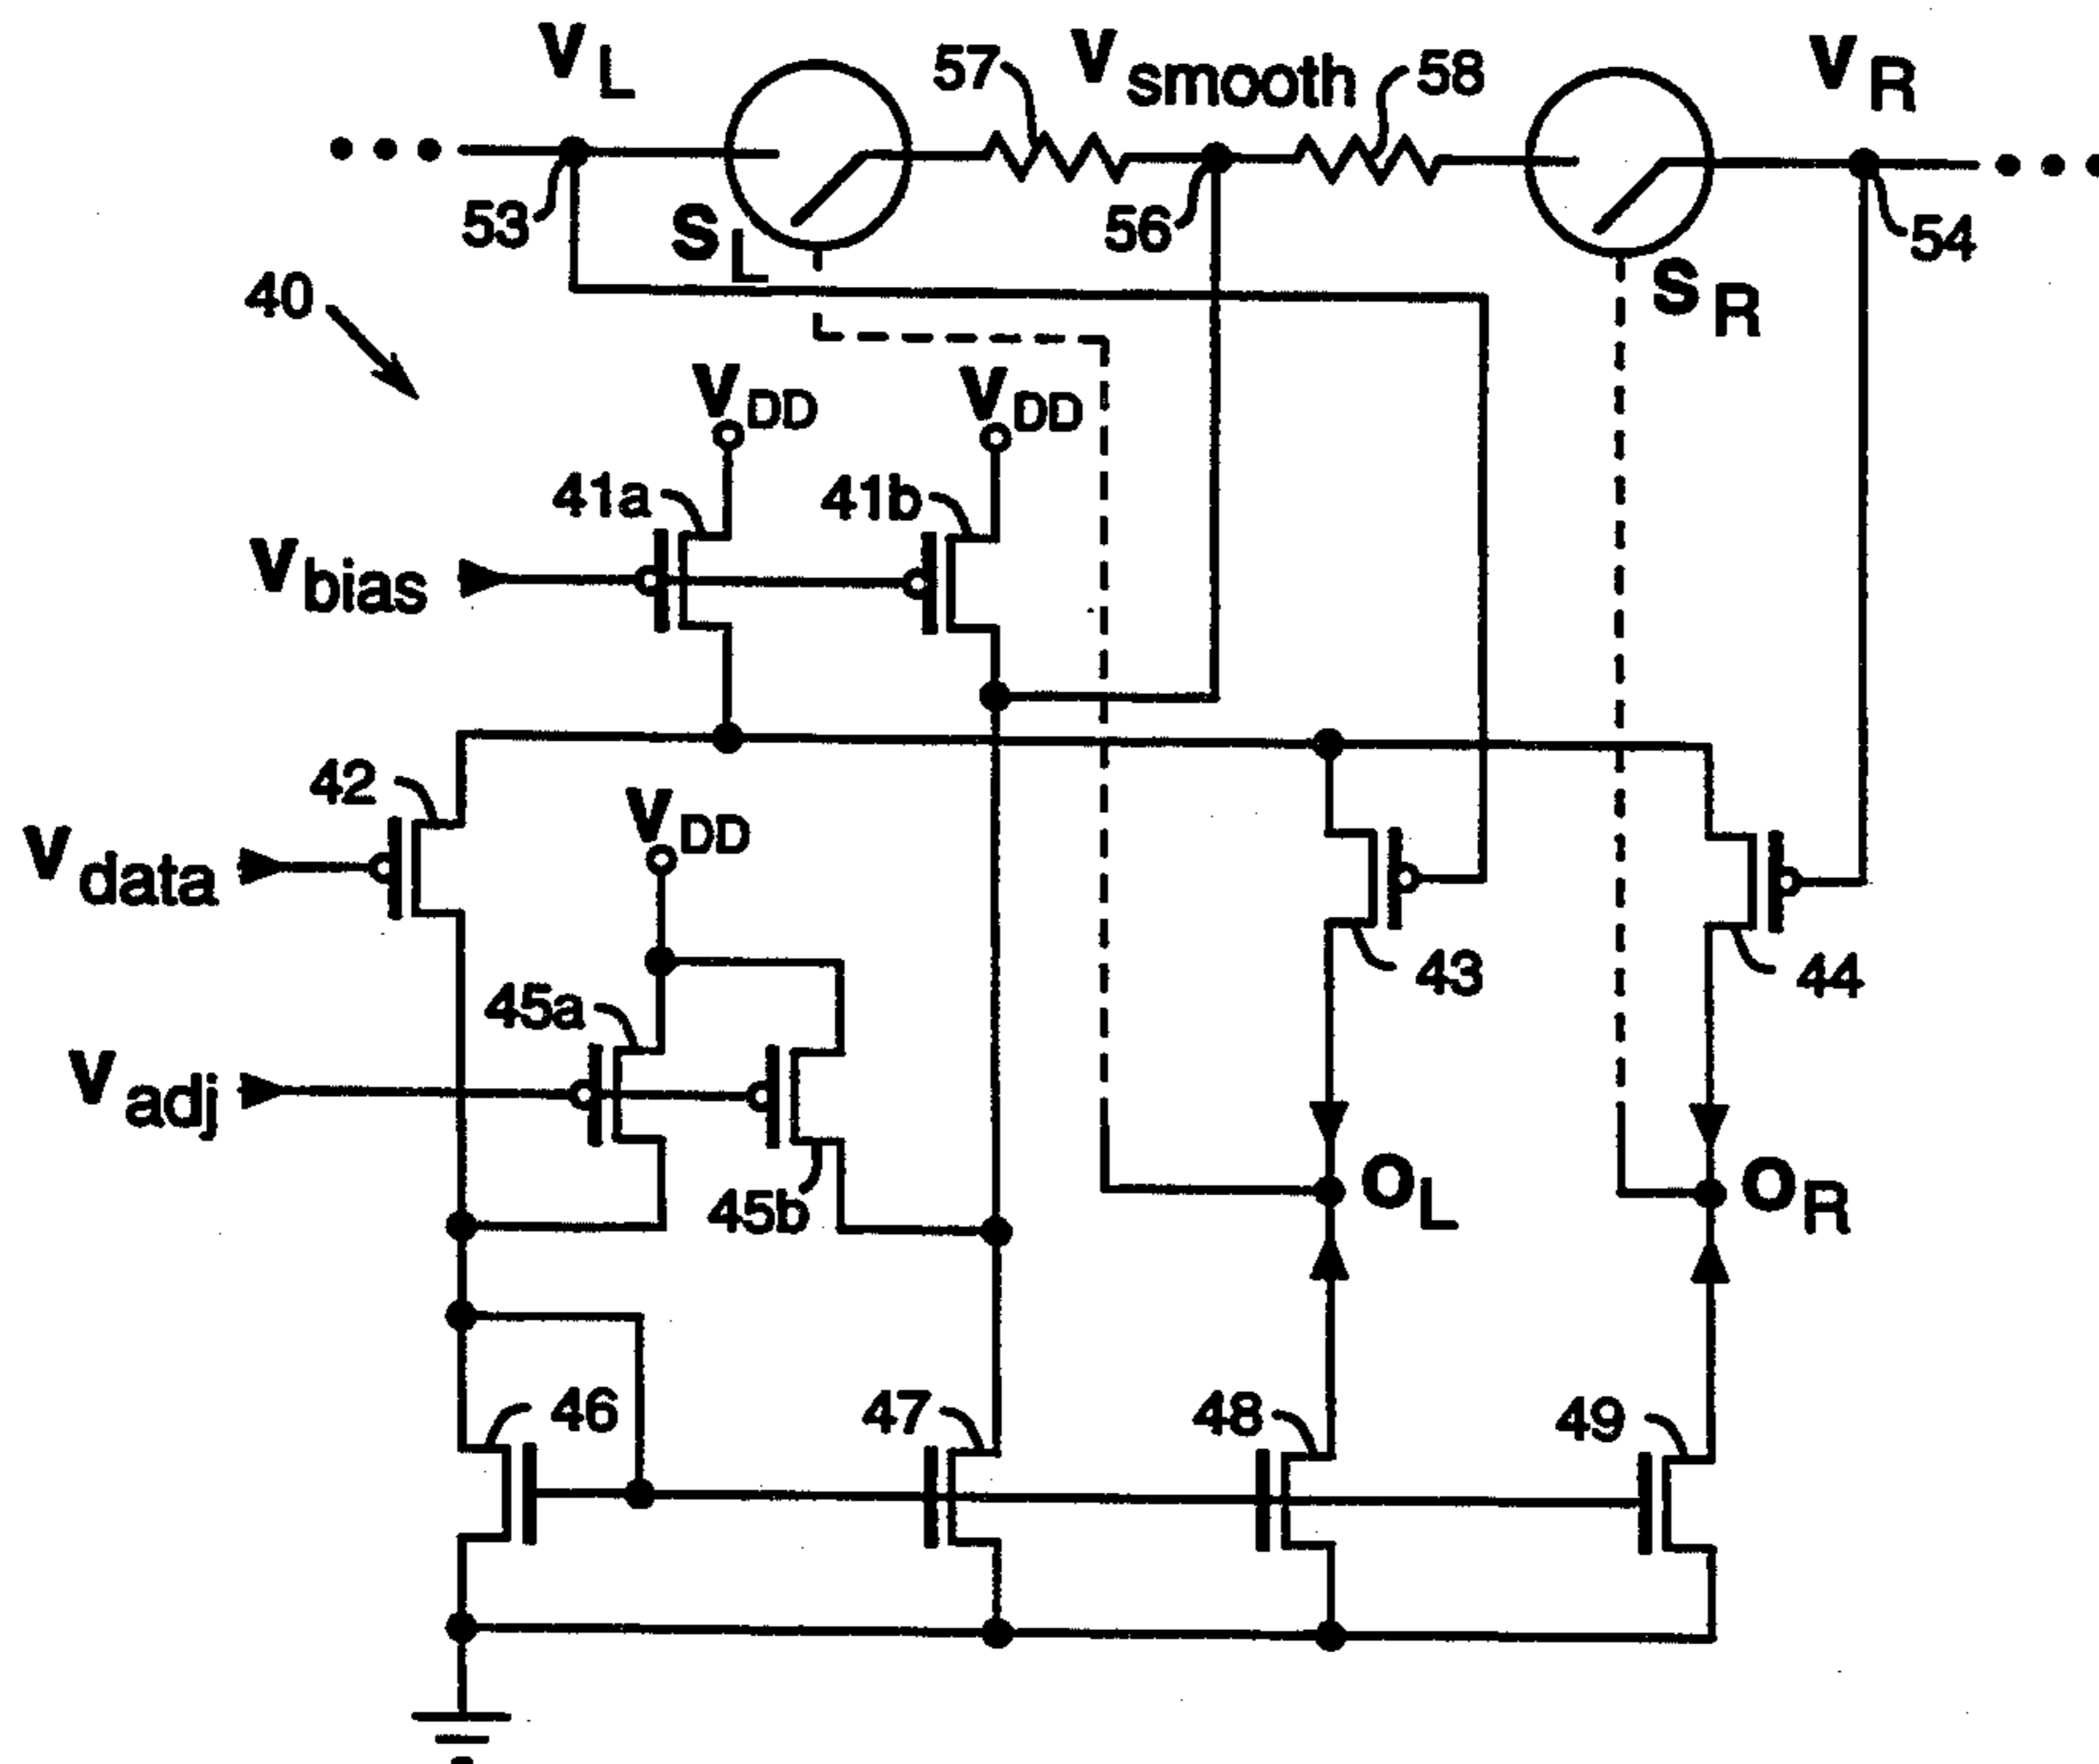 VL
57
Vsmooth
58
VR
53
SL
56
SR
54
40
VDD
VDD
41a
41b
Vbias
42
VDD
Vdata
43
44
45a
Vadj
45b
OL
OR
46
47
48
49